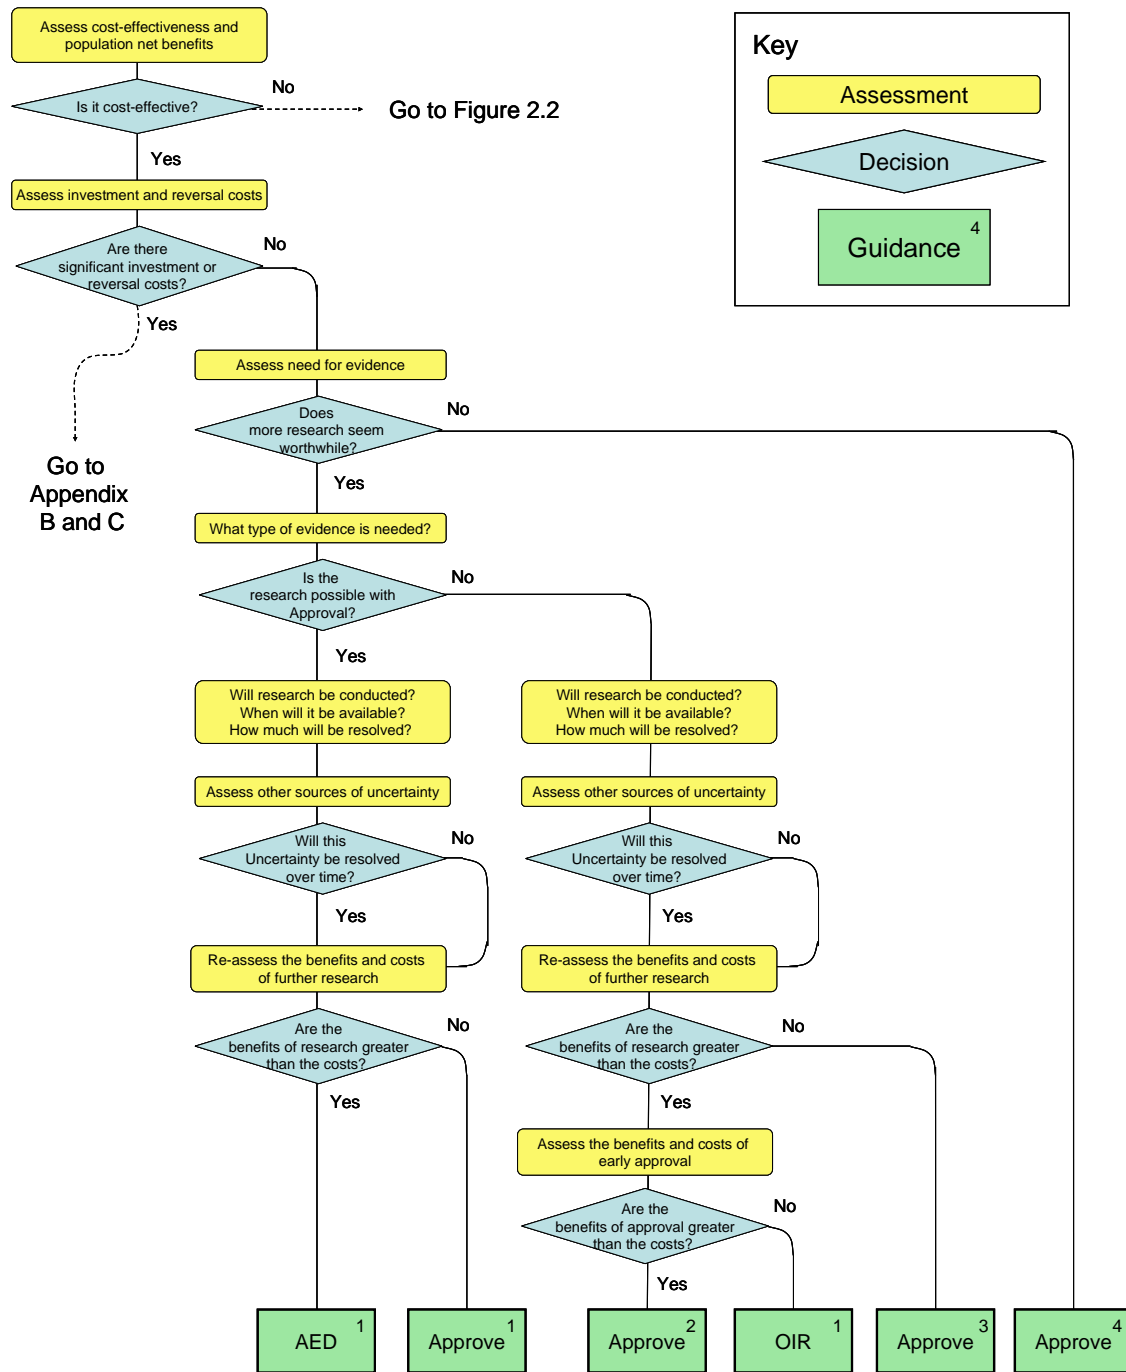 Assess cost-effectiveness and
population net benefits
Is it cost-effective?
No
Go to Figure 2.2
Yes
Assess investment and reversal costs
Are there
significant investment or
reversal costs?
No
Yes
Go to
Appendix
B and C
Key
Assessment
Decision
Guidance 4
Assess need for evidence
Does
more research seem
worthwhile?
No
Yes
What type of evidence is needed?
Is the
research possible with
Approval?
No
Yes
Will research be conducted?
When will it be available?
How much will be resolved?
Assess other sources of uncertainty
Will this
Uncertainty be resolved
over time?
No
Yes
Re-assess the benefits and costs
of further research
Are the
benefits of research greater
than the costs?
No
Yes
Will research be conducted?
When will it be available?
How much will be resolved?
Assess other sources of uncertainty
Will this
Uncertainty be resolved
over time?
No
Yes
Re-assess the benefits and costs
of further research
Are the
benefits of research greater
than the costs?
No
Yes
Assess the benefits and costs of
early approval
Are the
benefits of approval greater
than the costs?
No
Yes
AED 1
Approve 1
Approve 2
OIR 1
Approve 3
Approve 4